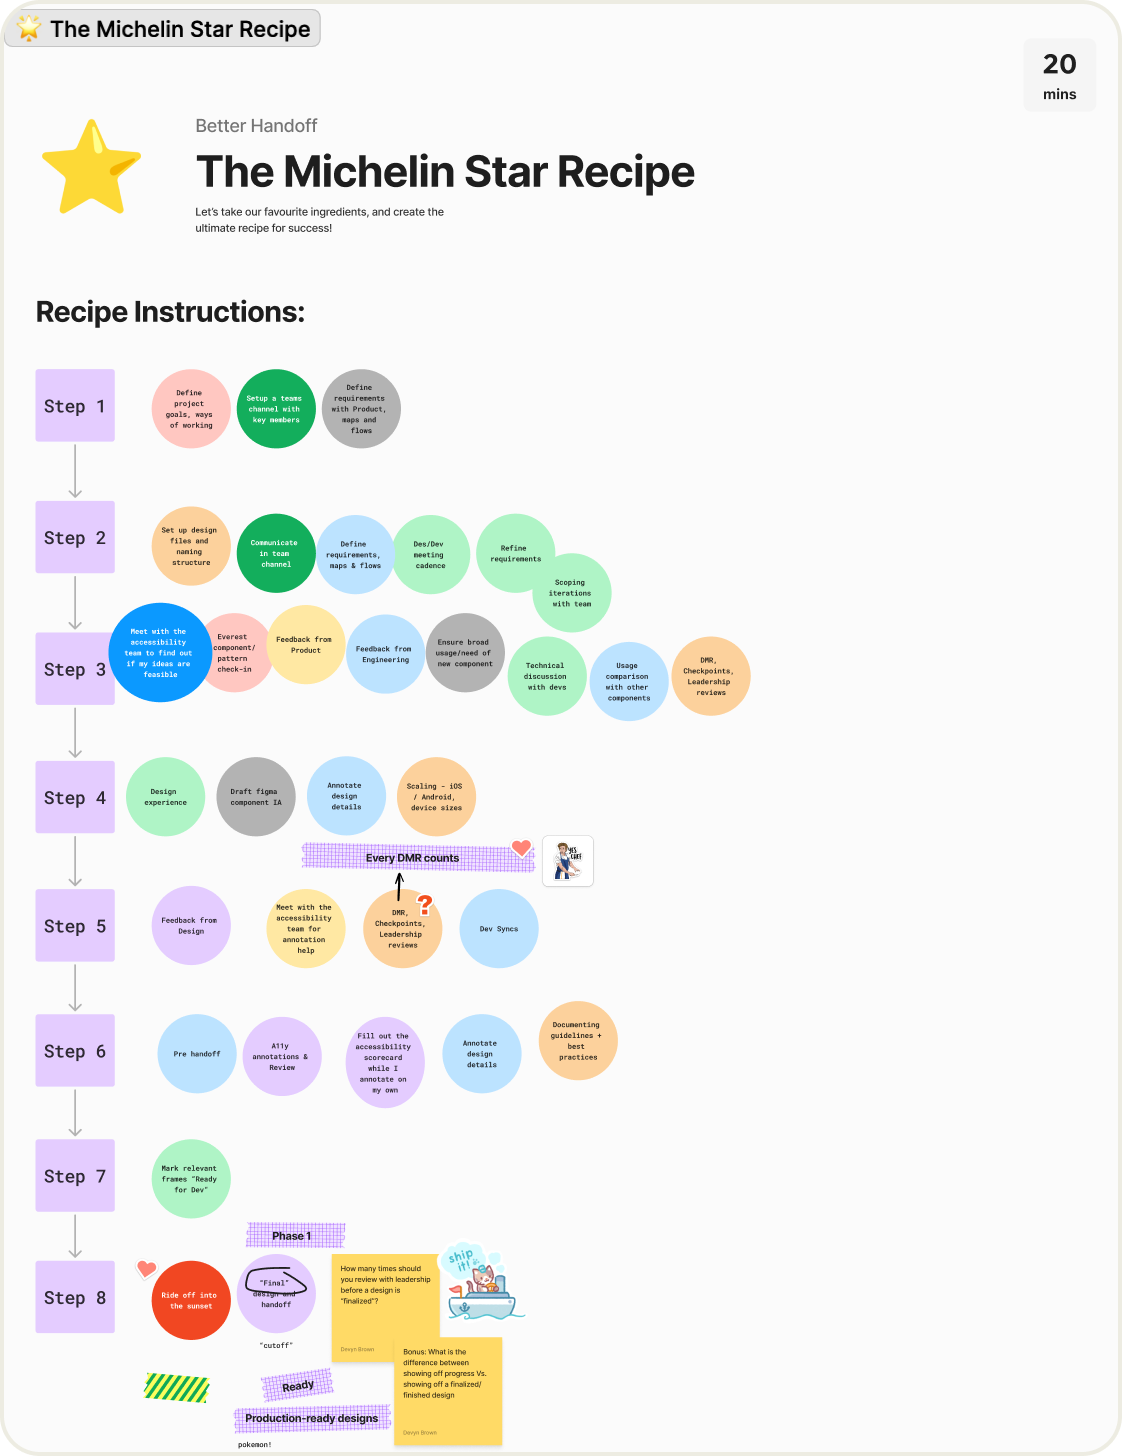 🌟 The Michelin Star Recipe
20
mins
Better Handoff
The Michelin Star Recipe
Let's take our favourite ingredients, and create the
ultimate recipe for success!
Recipe Instructions:
Step 1
Define
project
goals, ways
of working
Setup a teams
channel with
key members
Define
requirements
with Product,
maps and
flows
Step 2
Set up design
files and
naming
structure
Communicate
in team
channel
Define
requirements,
maps & flows
Des/Dev
meeting
cadence
Refine
requirements
Scoping
iterations
with team
Step 3
Meet with the
accessibility
team to find out
if my ideas are
feasible
Everest
component/
pattern
check-in
Feedback from
Product
Feedback from
Engineering
Ensure broad
usage/need of
new component
Technical
discussion
with devs
Usage
comparison
with other
components
DMR,
Checkpoints,
Leadership
reviews
Step 4
Design
experience
Draft figma
component IA
Annotate
design
details
Scaling - iOS
/ Android,
device sizes
Every DMR counts
YES
CHEF
Step 5
Feedback from
Design
Meet with the
accessibility
team for
annotation
help
DMR,
Checkpoints,
Leadership
reviews
?
Dev Syncs
Step 6
Pre handoff
A11y
annotations &
Review
Fill out the
accessibility
scorecard
while I
annotate on
my own
Annotate
design
details
Documenting
guidelines +
best
practices
Step 7
Mark relevant
frames "Ready
for Dev"
Step 8
Ride off into
the sunset
Phase 1
"Final"
design and
handoff
"cutoff"
How many times should
you review with leadership
before a design is
"finalized"?
Devyn Brown
ship
it!
Bonus: What is the
difference between
showing off progress Vs.
showing off a finalized/
finished design
Devyn Brown
Ready
Production-ready designs
pokemon!